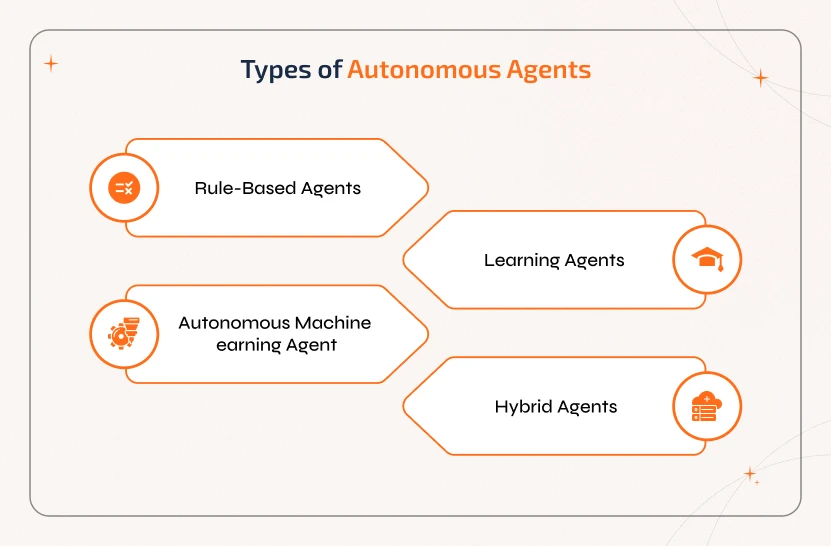 Types of Autonomous Agents
Rule-Based Agents
Learning Agents
Autonomous Machine
earning Agent
Hybrid Agents